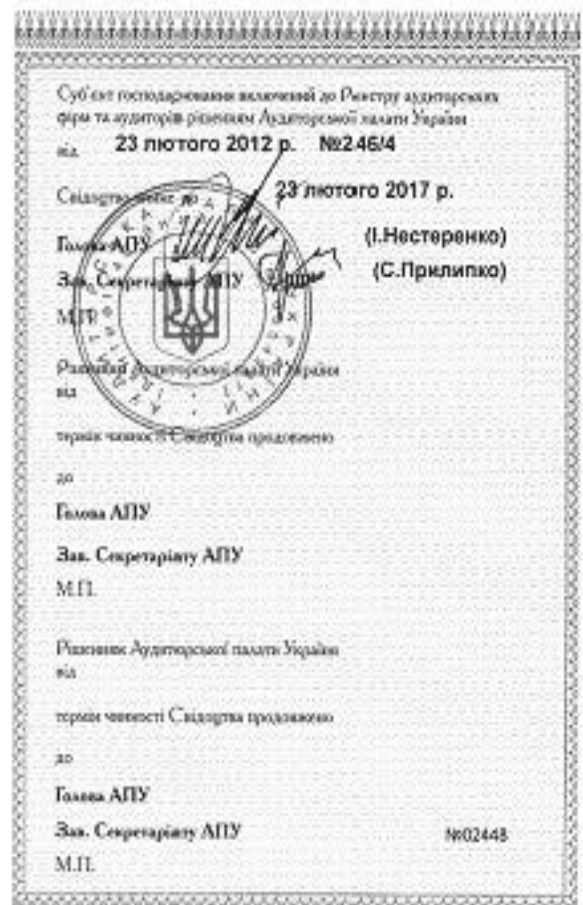 Суб'єкт господарювання включений до Реєстру аудиторських
фірм та аудиторів рішенням Аудиторської палати України
від 23 лютого 2012 р. №246/4
Свідоцтво чинне до 23 лютого 2017 р.
Голова АПУ (І.Нестеренко)
Зав. Секретаріату АПУ (С.Прилипко)
М.П.
Рішенням Аудиторської палати України
від
термін чинності Свідоцтва продовжено
до
Голова АПУ
Зав. Секретаріату АПУ
М.П.
Рішенням Аудиторської палати України
від
термін чинності Свідоцтва продовжено
до
Голова АПУ
Зав. Секретаріату АПУ №02448
М.П.